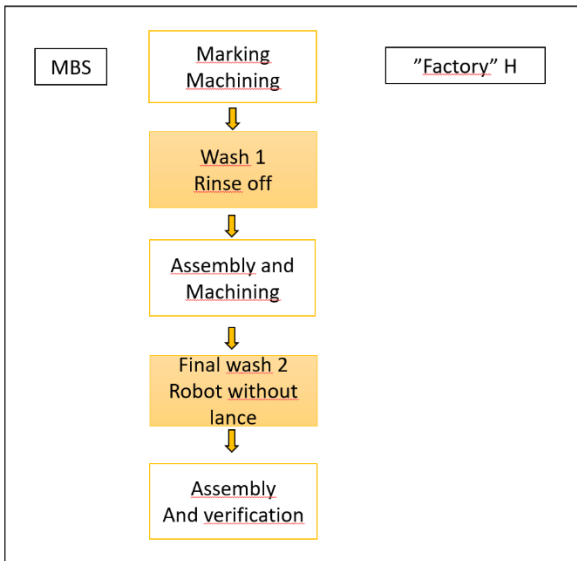 MBS
Marking
Machining
”Factory” H
Wash 1
Rinse off
Assembly and
Machining
Final wash 2
Robot without
lance
Assembly
And verification